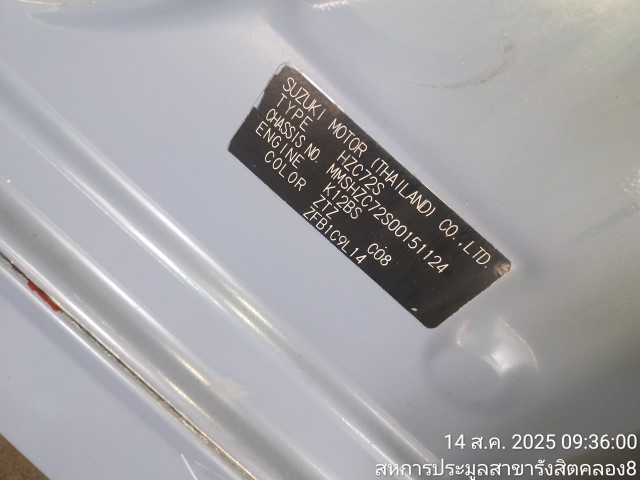 SUZUKI MOTOR (THAILAND) CO.,LTD.
TYPE HZC72S
CHASSIS NO. MMSHZC72S00151124
ENGINE K12BS
COLOR ZTZ C08
ZFB1C9L14
14 ส.ค. 2025 09:36:00
สหการประมูลสาขารังสิตคลอง8